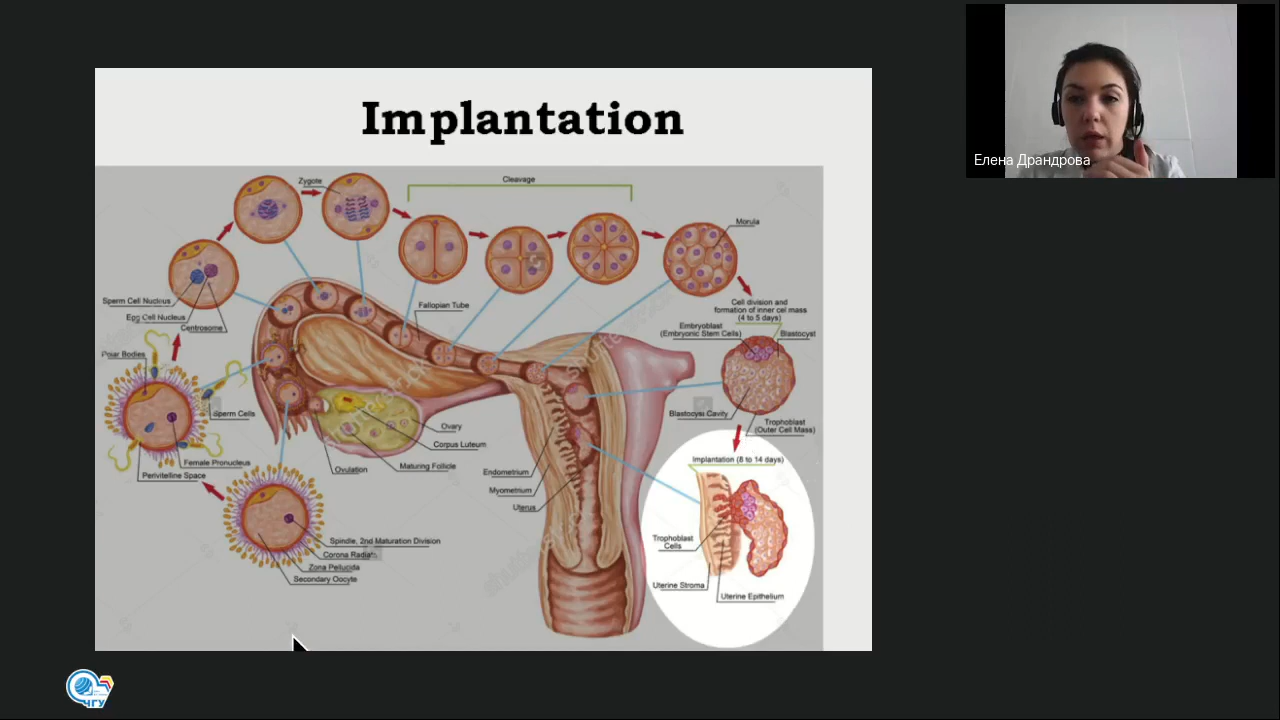 Implantation
Елена Драндрова
Zygote
Cleavage
Morula
Sperm Cell Nucleus
Egg Cell Nucleus
Centrosome
Fallopian Tube
Cell division and
formation of inner cel mass
(4 to 5 days)
Embryoblast
(Embryonic Stem Cells)
Blastocyst
Polar Bodies
Sperm Cells
Female Pronucleus
Perivitelline Space
Ovary
Corpus Luteum
Maturing Follicle
Ovulation
Endometrium
Myometrium
Uterus
Blastocyst Cavity
Trophoblast
(Outer Cell Mass)
Implantation (8 to 14 days)
Trophoblast
Cells
Uterine Stroma
Uterine Epithelium
Spindle, 2nd Maturation Division
Corona Radiata
Zona Pellucida
Secondary Oocyte
ЧГУ